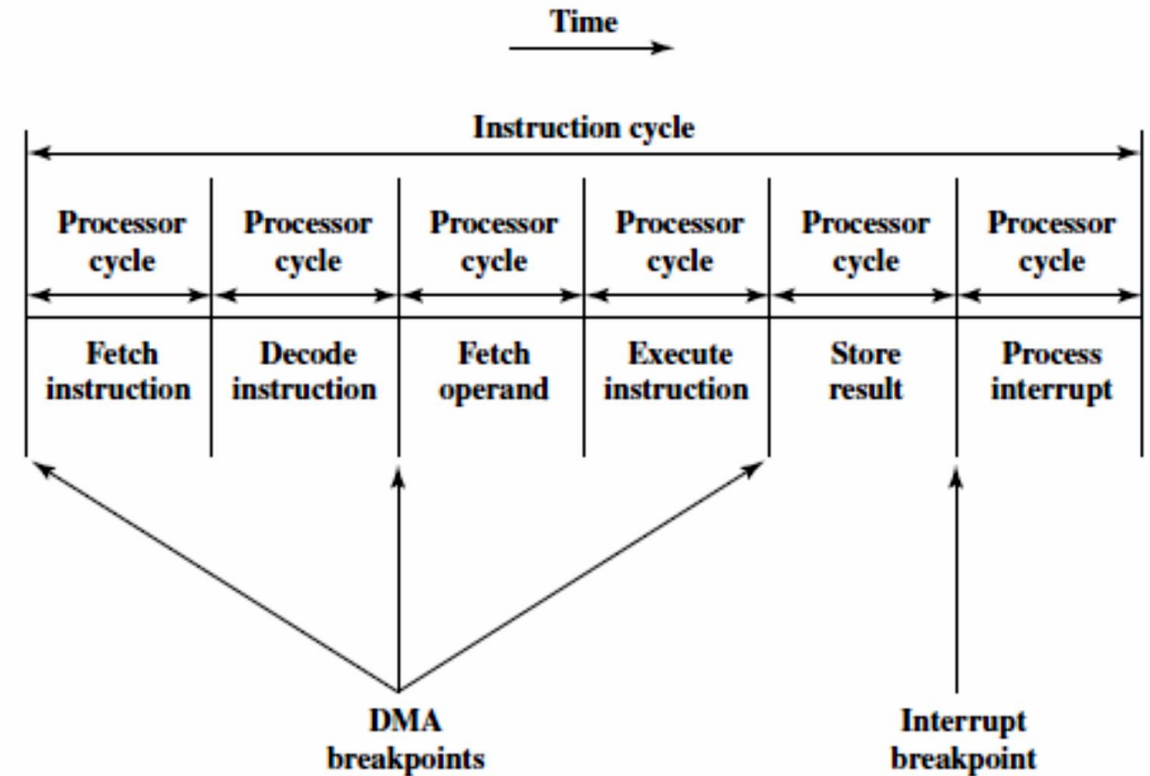 Time
Instruction cycle
Processor
cycle
Processor
cycle
Processor
cycle
Processor
cycle
Processor
cycle
Processor
cycle
Fetch
instruction
Decode
instruction
Fetch
operand
Execute
instruction
Store
result
Process
interrupt
DMA
breakpoints
Interrupt
breakpoint